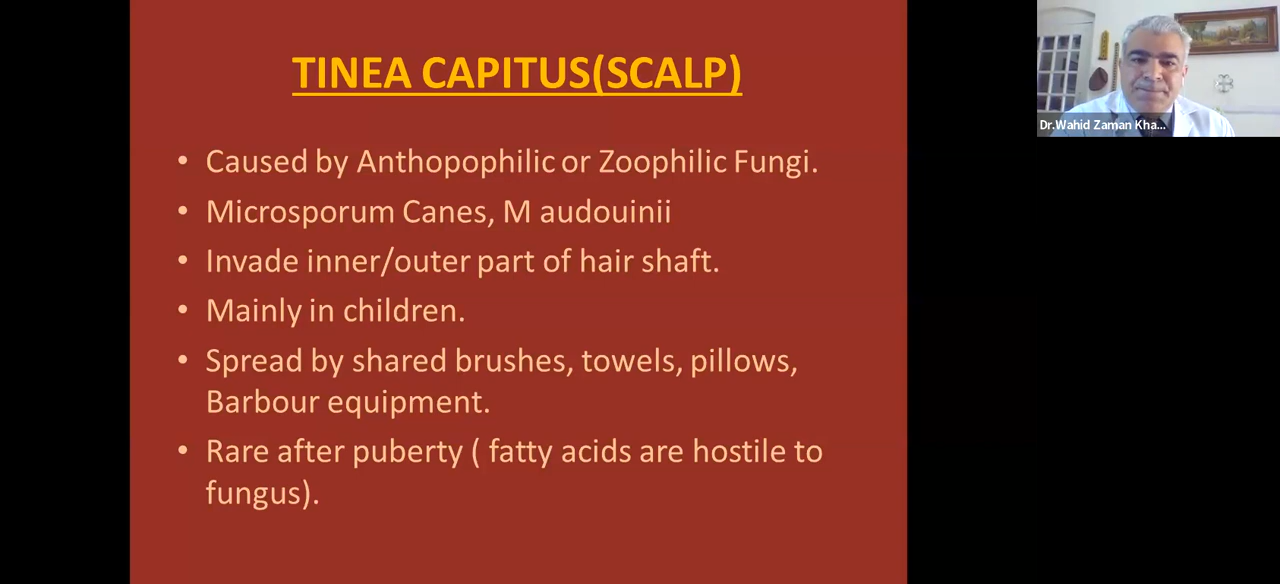 TINEA CAPITUS(SCALP)
• Caused by Anthopophilic or Zoophilic Fungi.
• Microsporum Canes, M audouinii
• Invade inner/outer part of hair shaft.
• Mainly in children.
• Spread by shared brushes, towels, pillows,
Barbour equipment.
• Rare after puberty ( fatty acids are hostile to
fungus).
Dr.Wahid Zaman Kha...